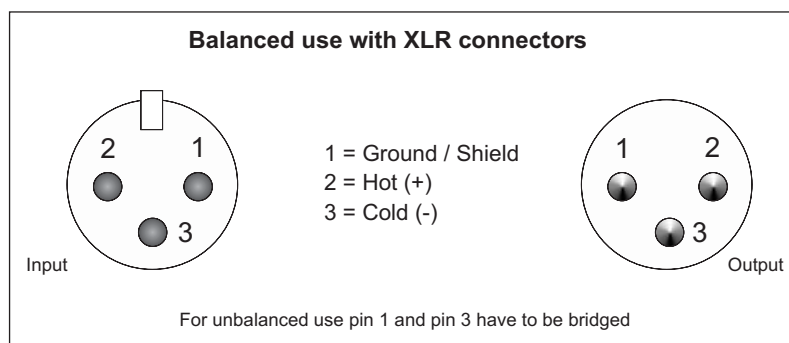 Balanced use with XLR connectors
2 1
3
Input
1 = Ground / Shield
2 = Hot (+)
3 = Cold (-)
1 2
3
Output
For unbalanced use pin 1 and pin 3 have to be bridged